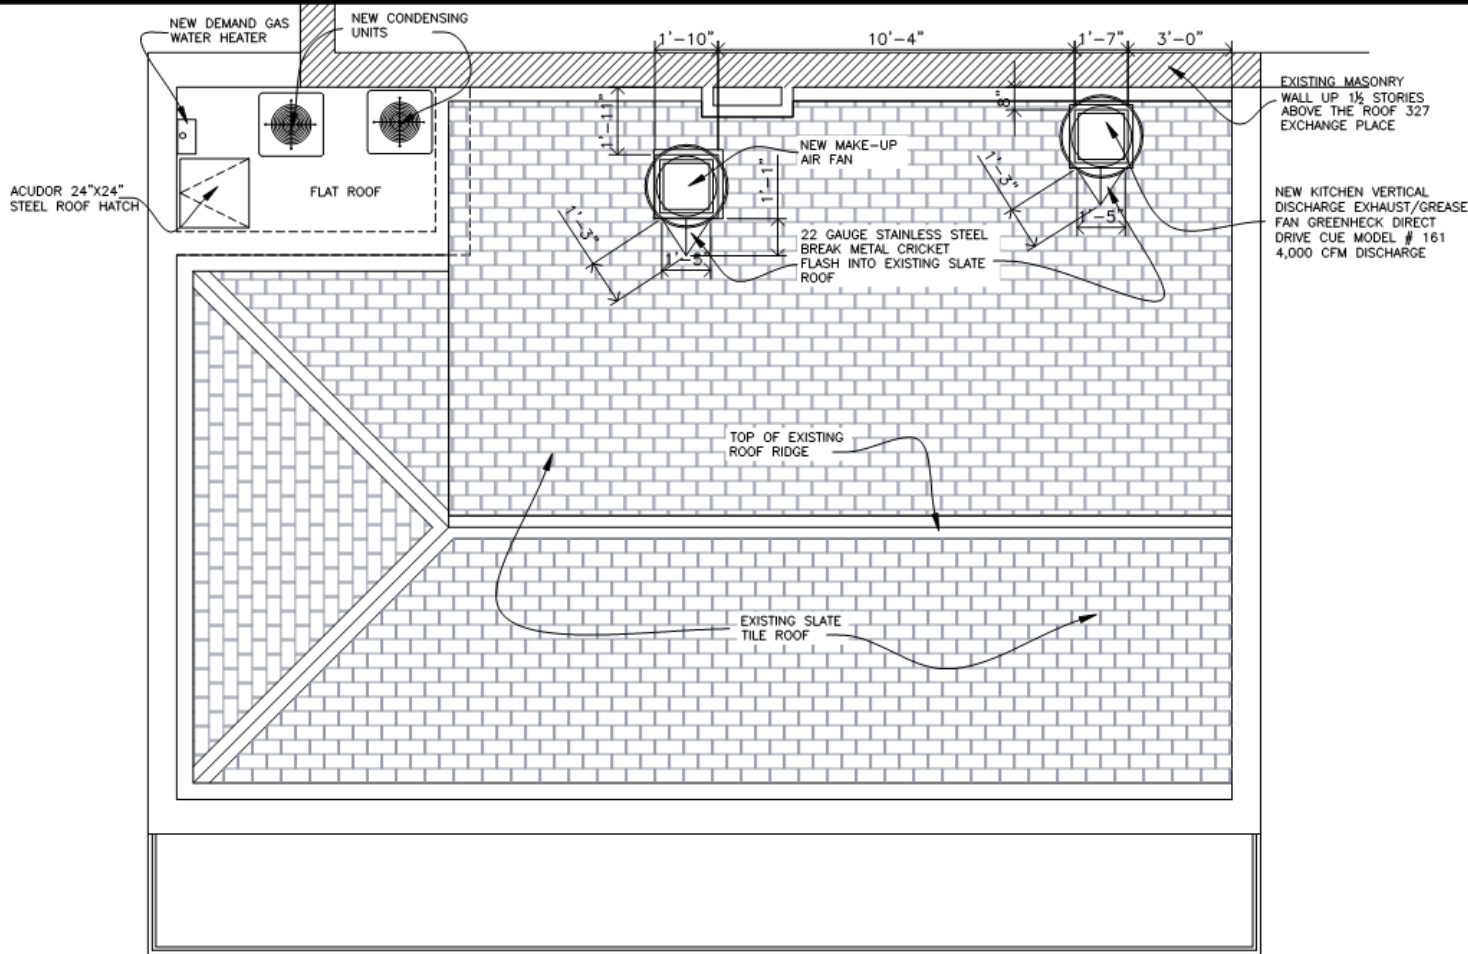 NEW DEMAND GAS
WATER HEATER
NEW CONDENSING
UNITS
1'-10"
10'-4"
1'-7"
3'-0"
EXISTING MASONRY
WALL UP 1½ STORIES
ABOVE THE ROOF 327
EXCHANGE PLACE
8"
1'-11"
NEW MAKE-UP
AIR FAN
1'-1"
1'-3"
ACUDOR 24"X24"
STEEL ROOF HATCH
FLAT ROOF
NEW KITCHEN VERTICAL
DISCHARGE EXHAUST/GREASE
FAN GREENHECK DIRECT
DRIVE CUE MODEL # 161
4,000 CFM DISCHARGE
1'-3"
1'-5"
22 GAUGE STAINLESS STEEL
BREAK METAL CRICKET
FLASH INTO EXISTING SLATE
ROOF
1'-5
TOP OF EXISTING
ROOF RIDGE
EXISTING SLATE
TILE ROOF